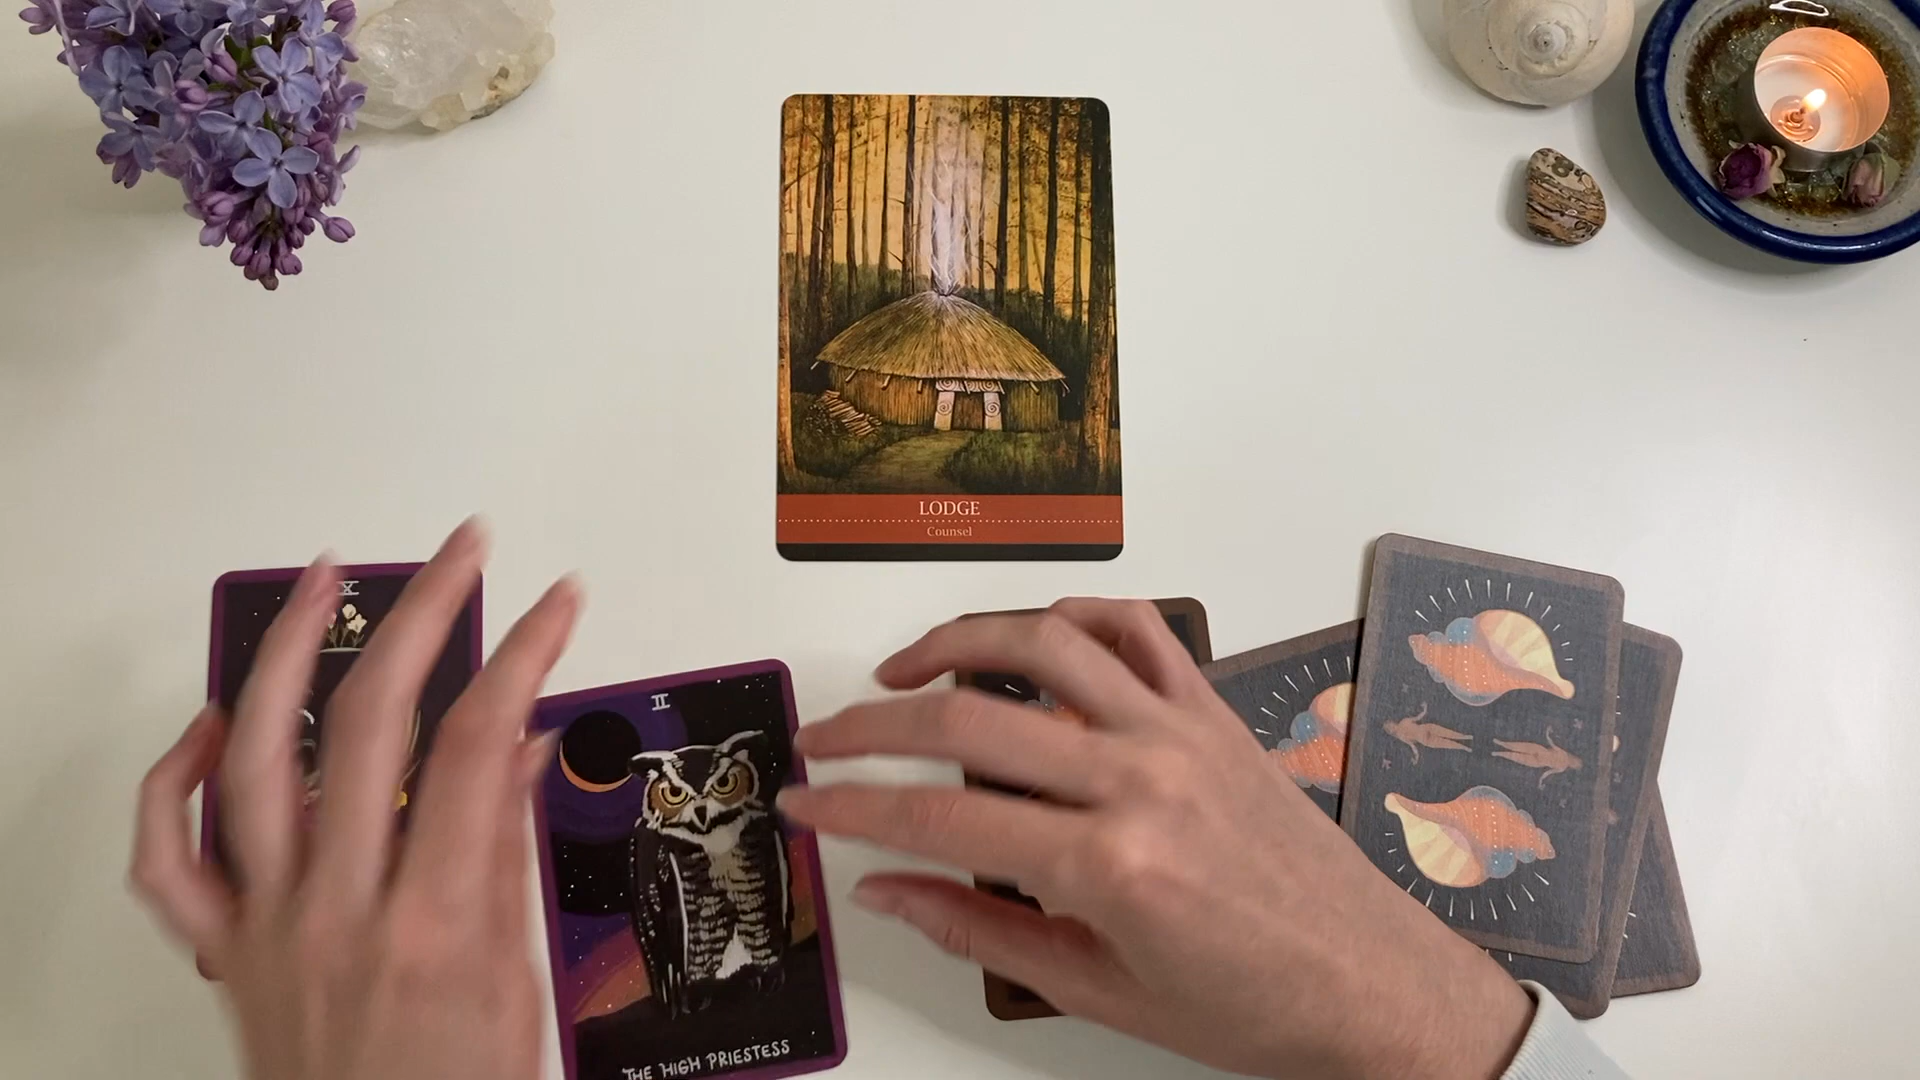 LODGE
Counsel
X
II
THE HIGH PRIESTESS